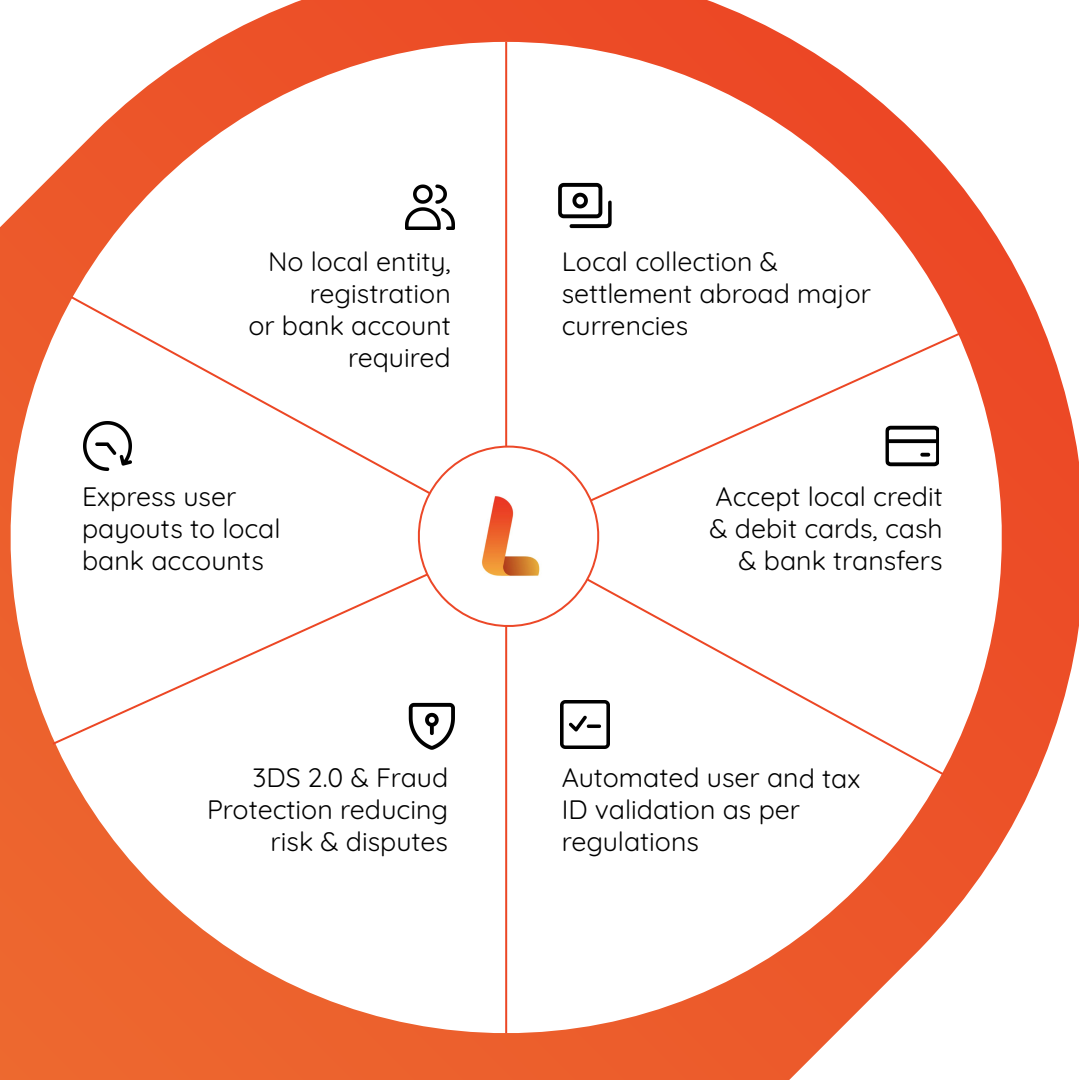 No local entity,
registration
or bank account
required
Local collection &
settlement abroad major
currencies
Express user
payouts to local
bank accounts
Accept local credit
& debit cards, cash
& bank transfers
L
3DS 2.0 & Fraud
Protection reducing
risk & disputes
Automated user and tax
ID validation as per
regulations